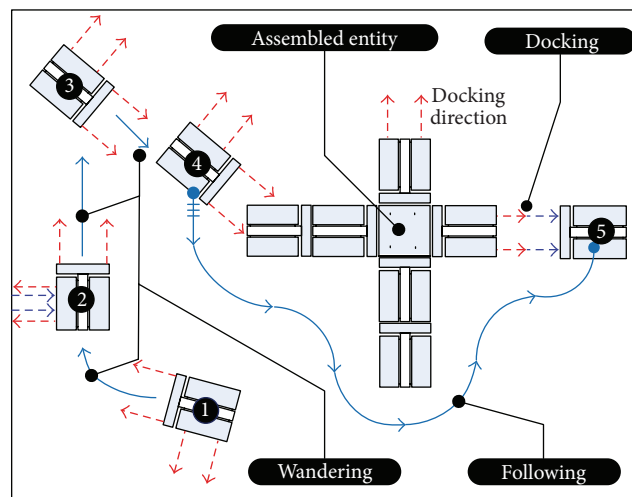 Assembled entity
Docking
Docking
direction
3
4
5
2
1
Wandering
Following